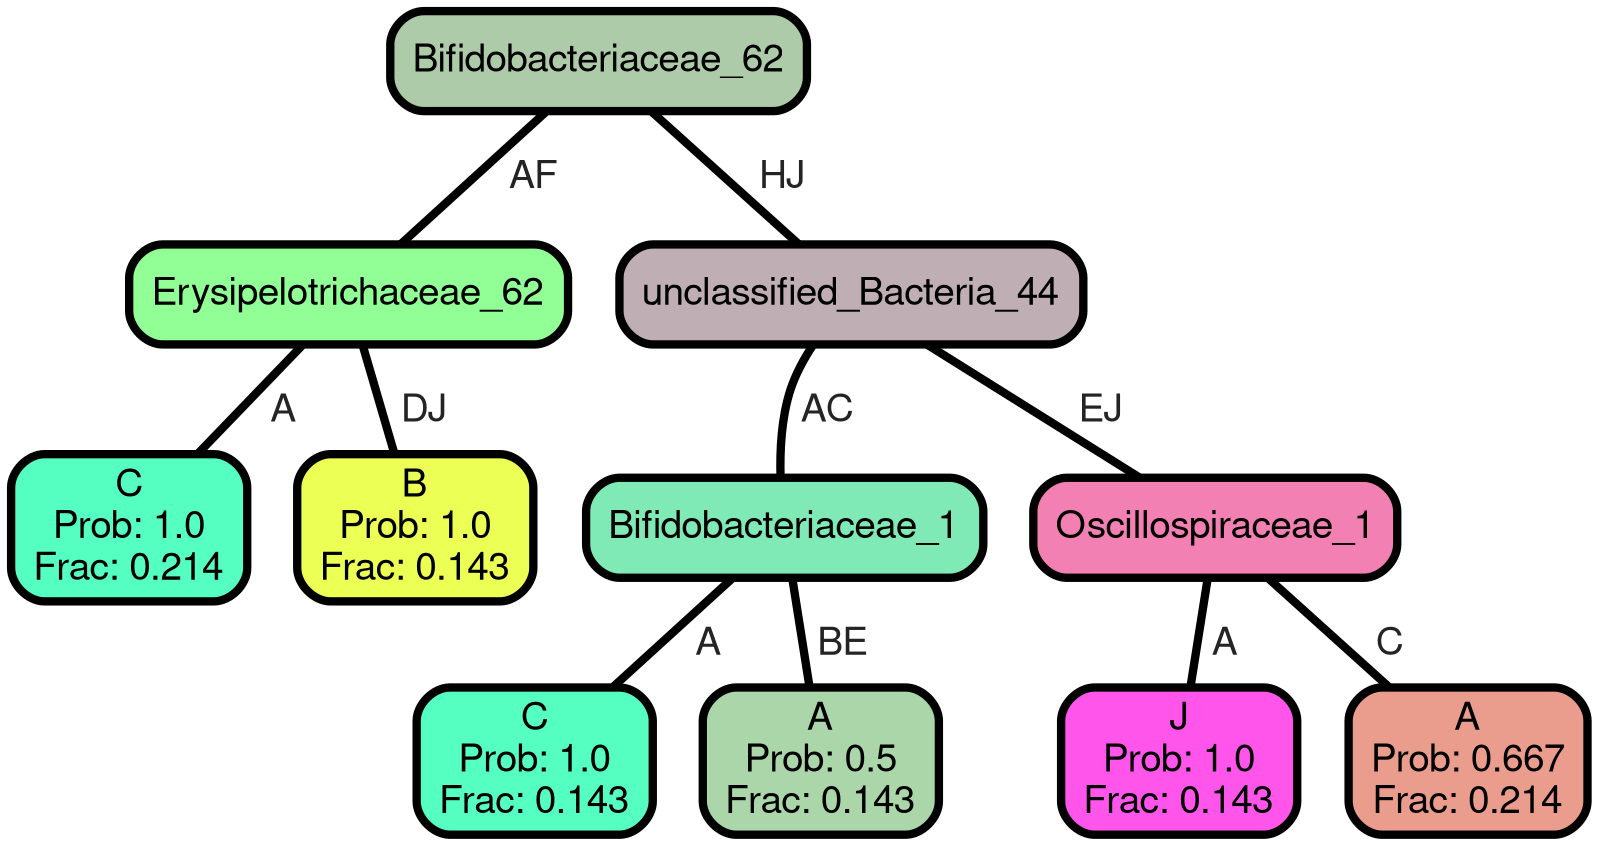 Bifidobacteriaceae_62
AF
HJ
Erysipelotrichaceae_62
unclassified_Bacteria_44
A
DJ
AC
EJ
C
Prob: 1.0
Frac: 0.214
B
Prob: 1.0
Frac: 0.143
Bifidobacteriaceae_1
Oscillospiraceae_1
A
BE
A
C
C
Prob: 1.0
Frac: 0.143
A
Prob: 0.5
Frac: 0.143
J
Prob: 1.0
Frac: 0.143
A
Prob: 0.667
Frac: 0.214